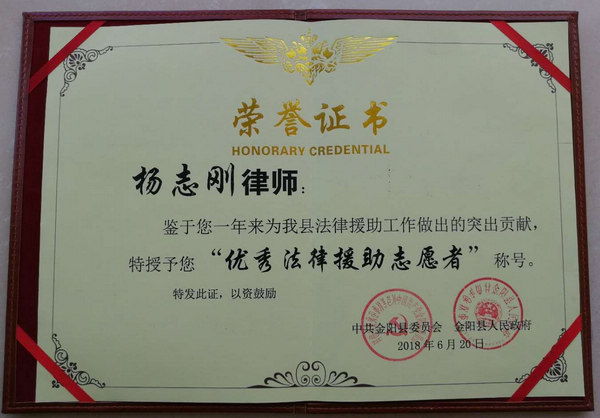 荣誉证书
HONORARY CREDENTIAL
杨志刚律师:
鉴于您一年来为我县法律援助工作做出的突出贡献,
特授予您“优秀法律援助志愿者”称号。
特发此证,以资鼓励
中共金阳县委员会 金阳县人民政府
2018年6月20日